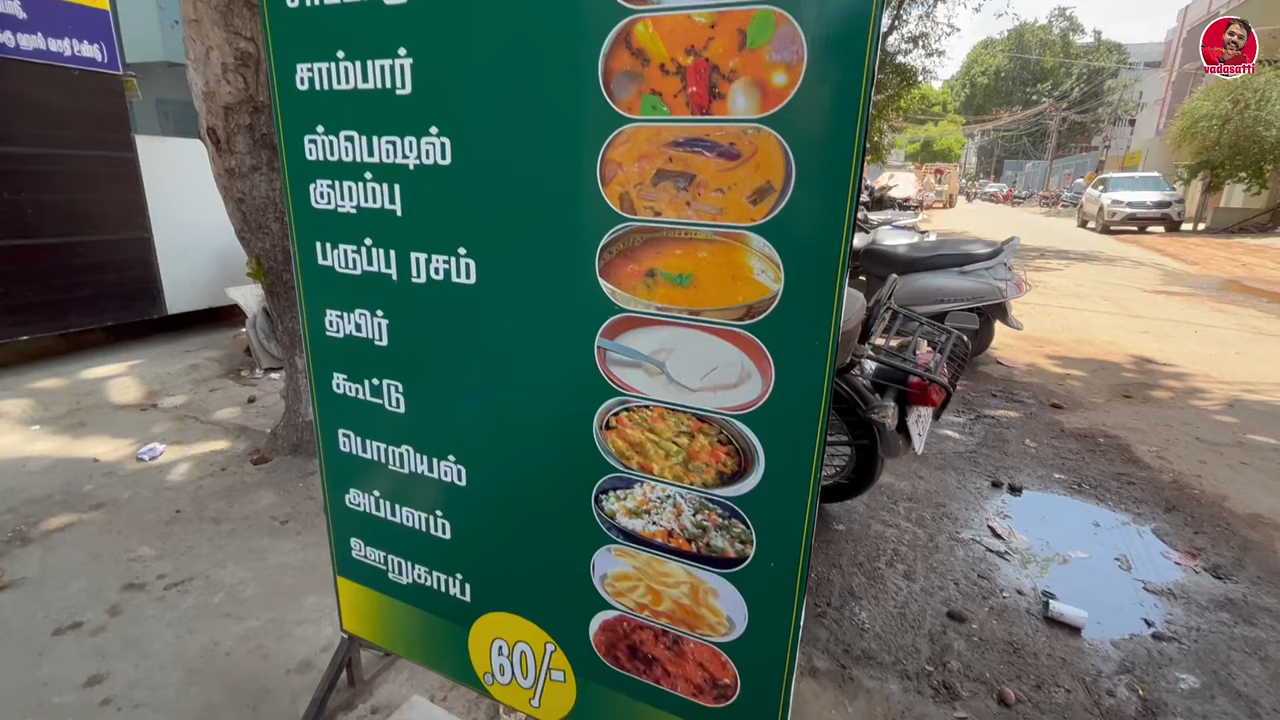 சாம்பார்
ஸ்பெஷல்
குழம்பு
பருப்பு ரசம்
தயிர்
கூட்டு
பொறியல்
அப்பளம்
ஊறுகாய்
.60/-
vadasatti